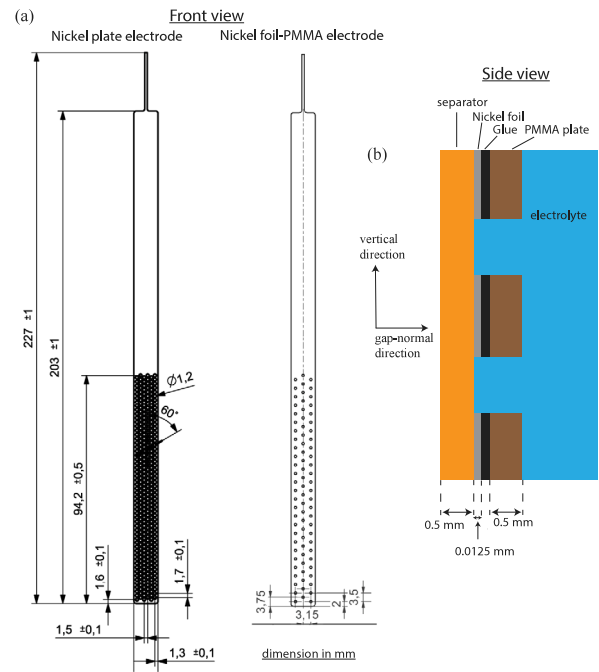 (a)
Front view
Nickel plate electrode
Nickel foil-PMMA electrode
227 ±1
203 ±1
94,2 ±0,5
1,6 ±0,1
1,5 ±0,1
Ø1,2
60°
1,7 ±0,1
1,3 ±0,1
3,75
3,15
2
3,5
dimension in mm
Side view
(b)
separator
Nickel foil
Glue
PMMA plate
electrolyte
vertical
direction
gap-normal
direction
0.5 mm
0.5 mm
0.0125 mm